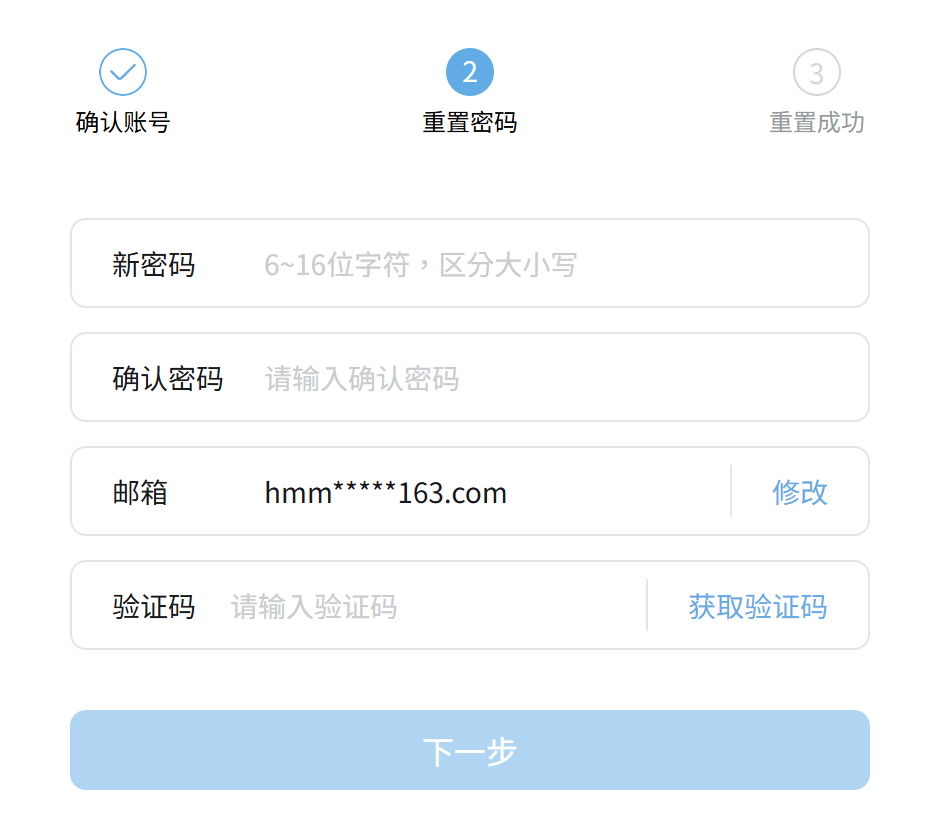 2
3
确认账号
重置密码
重置成功
新密码 6~16位字符，区分大小写
确认密码 请输入确认密码
邮箱 hmm*****163.com 修改
验证码 请输入验证码 获取验证码
下一步